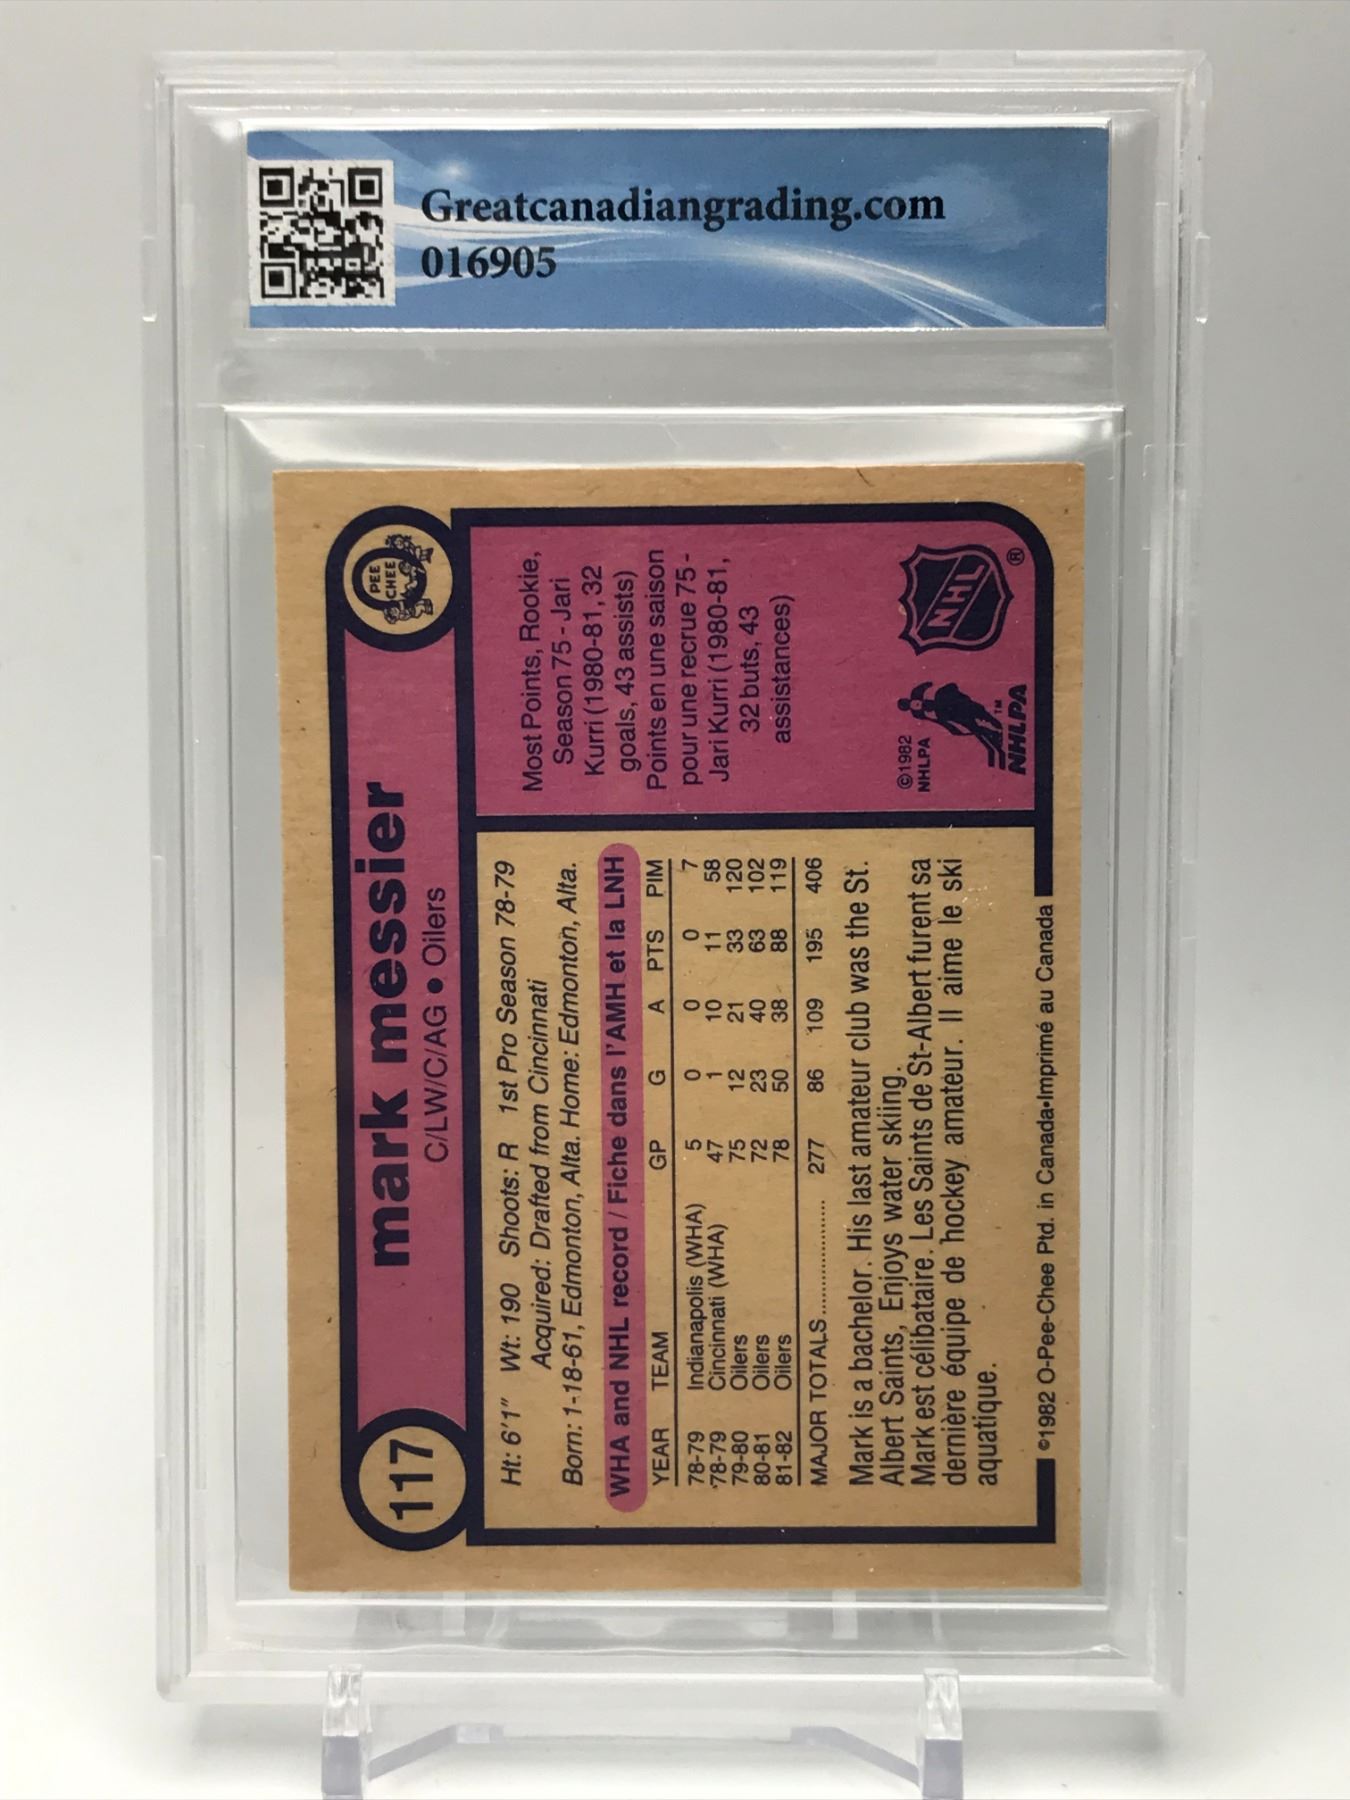 Greatcanadiangrading.com
016905
117
mark messier
C/LW/C/AG • Oilers
O
PEE
CHEE
Ht: 6'1" Wt: 190 Shoots: R 1st Pro Season 78-79
Acquired: Drafted from Cincinnati
Born: 1-18-61, Edmonton, Alta. Home: Edmonton, Alta.
WHA and NHL record / Fiche dans l'AMH et la LNH
YEAR TEAM GP G A PTS PIM
78-79 Indianapolis (WHA) 5 0 0 0 7
78-79 Cincinnati (WHA) 47 1 10 11 58
79-80 Oilers 75 12 21 33 120
80-81 Oilers 72 23 40 63 102
81-82 Oilers 78 50 38 88 119
MAJOR TOTALS............... 277 86 109 195 406
Mark is a bachelor. His last amateur club was the St.
Albert Saints, Enjoys water skiing.
Mark est célibataire. Les Saints de St-Albert furent sa
dernière équipe de hockey amateur. Il aime le ski
aquatique.
©1982 O-Pee-Chee Ptd. in Canada•Imprimé au Canada
Most Points, Rookie,
Season 75 - Jari
Kurri (1980-81, 32
goals, 43 assists)
Points en une saison
pour une recrue 75 -
Jari Kurri (1980-81,
32 buts, 43
assistances)
©1982
NHLPA
TM
NHLPA
NHL
®